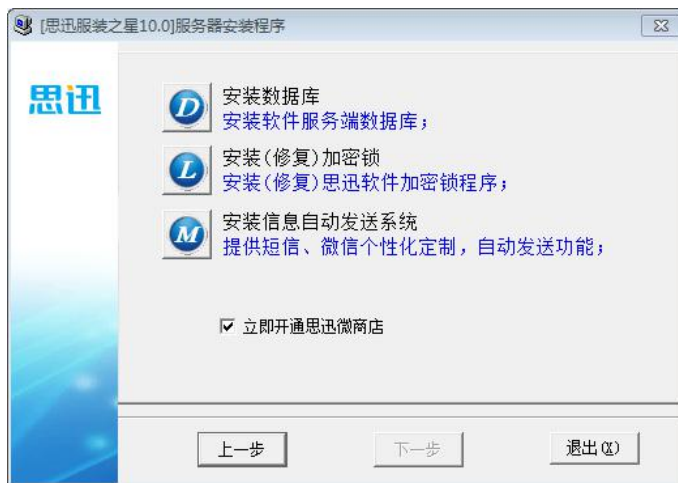 [思迅服装之星10.0]服务器安装程序
思迅
D
安装数据库
安装软件服务端数据库；
L
安装(修复)加密锁
安装(修复)思迅软件加密锁程序；
M
安装信息自动发送系统
提供短信、微信个性化定制，自动发送功能；
立即开通思迅微商店
上一步
下一步
退出(X)